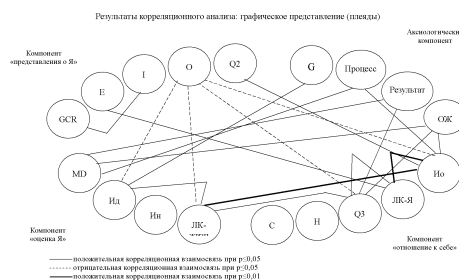 Результаты корреляционного анализа: графическое представление (плеяды)
Компонент
«представления о Я»
Аксиологический
компонент
GCR
E
I
O
Q2
G
Процесс
Результат
ОЖ
MD
Ид
Ин
ЛК-
C
H
Q3
ЛК-Я
Ио
Компонент
«оценка Я»
Компонент
«отношение к себе»
положительная корреляционная взаимосвязь при p≤0,05
отрицательная корреляционная взаимосвязь при p≤0,05
положительная корреляционная взаимосвязь при p≤0,01